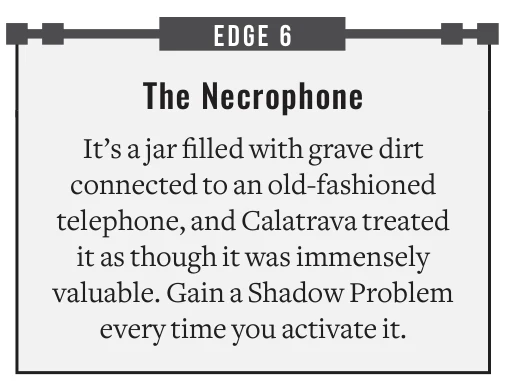 EDGE 6
The Necrophone
It’s a jar filled with grave dirt
connected to an old-fashioned
telephone, and Calatrava treated
it as though it was immensely
valuable. Gain a Shadow Problem
every time you activate it.